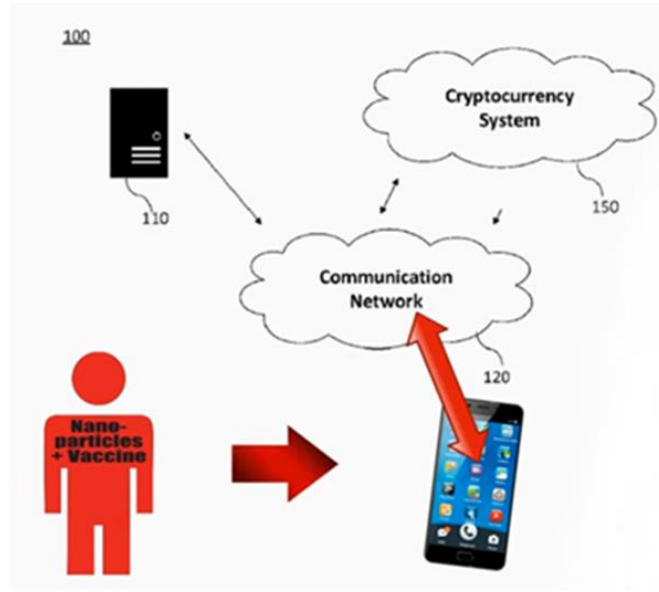 100
Cryptocurrency
System
110
150
Communication
Network
120
Nano-
particles
+ Vaccine